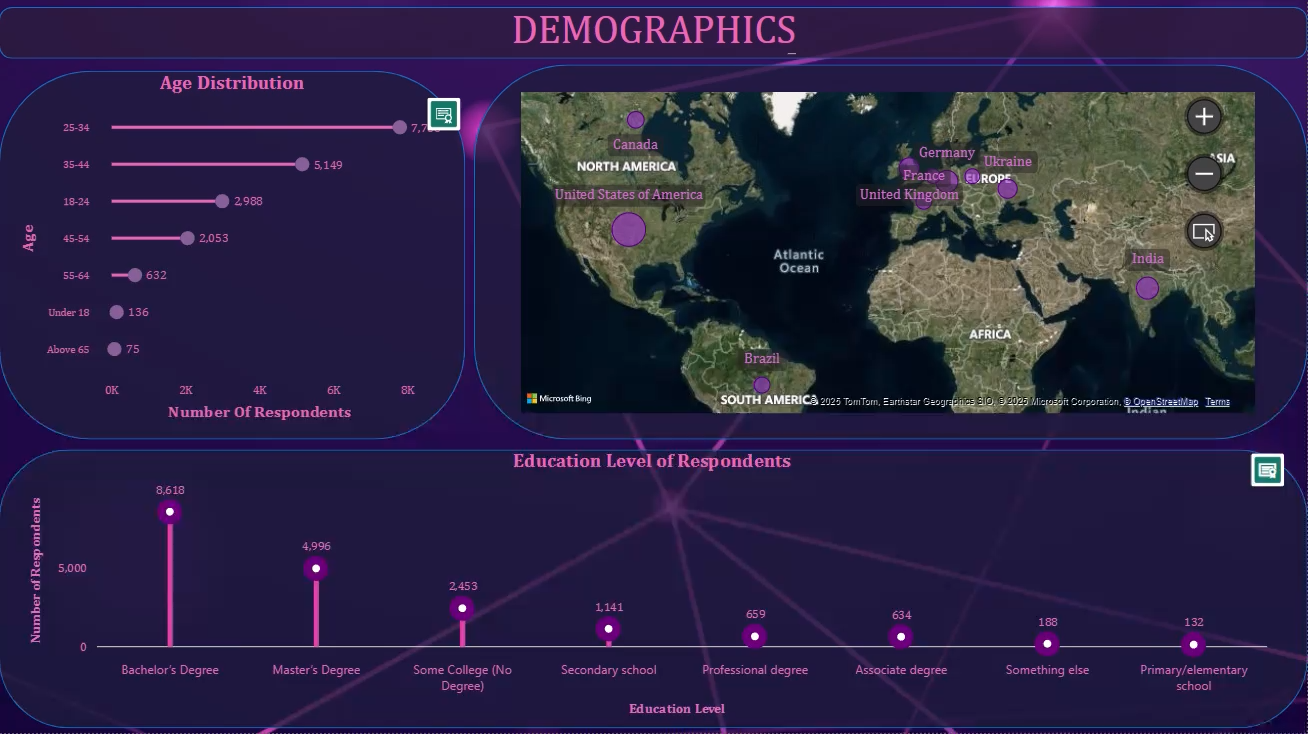 DEMOGRAPHICS
Age Distribution
25-34
35-44
5,149
18-24
2,988
45-54
2,053
55-64
632
Under 18
136
Above 65
75
Age
0K 2K 4K 6K 8K
Number Of Respondents
Canada
NORTH AMERICA
United States of America
Germany
Ukraine
France
EUROPE
United Kingdom
ASIA
Atlantic
Ocean
India
AFRICA
Brazil
SOUTH AMERICA
Microsoft Bing
© 2025 TomTom, Earthstar Geographics SIO, © 2025 Microsoft Corporation, © OpenStreetMap Terms
Indian
Education Level of Respondents
Number of Respondents
5,000
0
8,618
4,996
2,453
1,141
659
634
188
132
Bachelor's Degree
Master's Degree
Some College (No
Degree)
Secondary school
Professional degree
Associate degree
Something else
Primary/elementary
school
Education Level